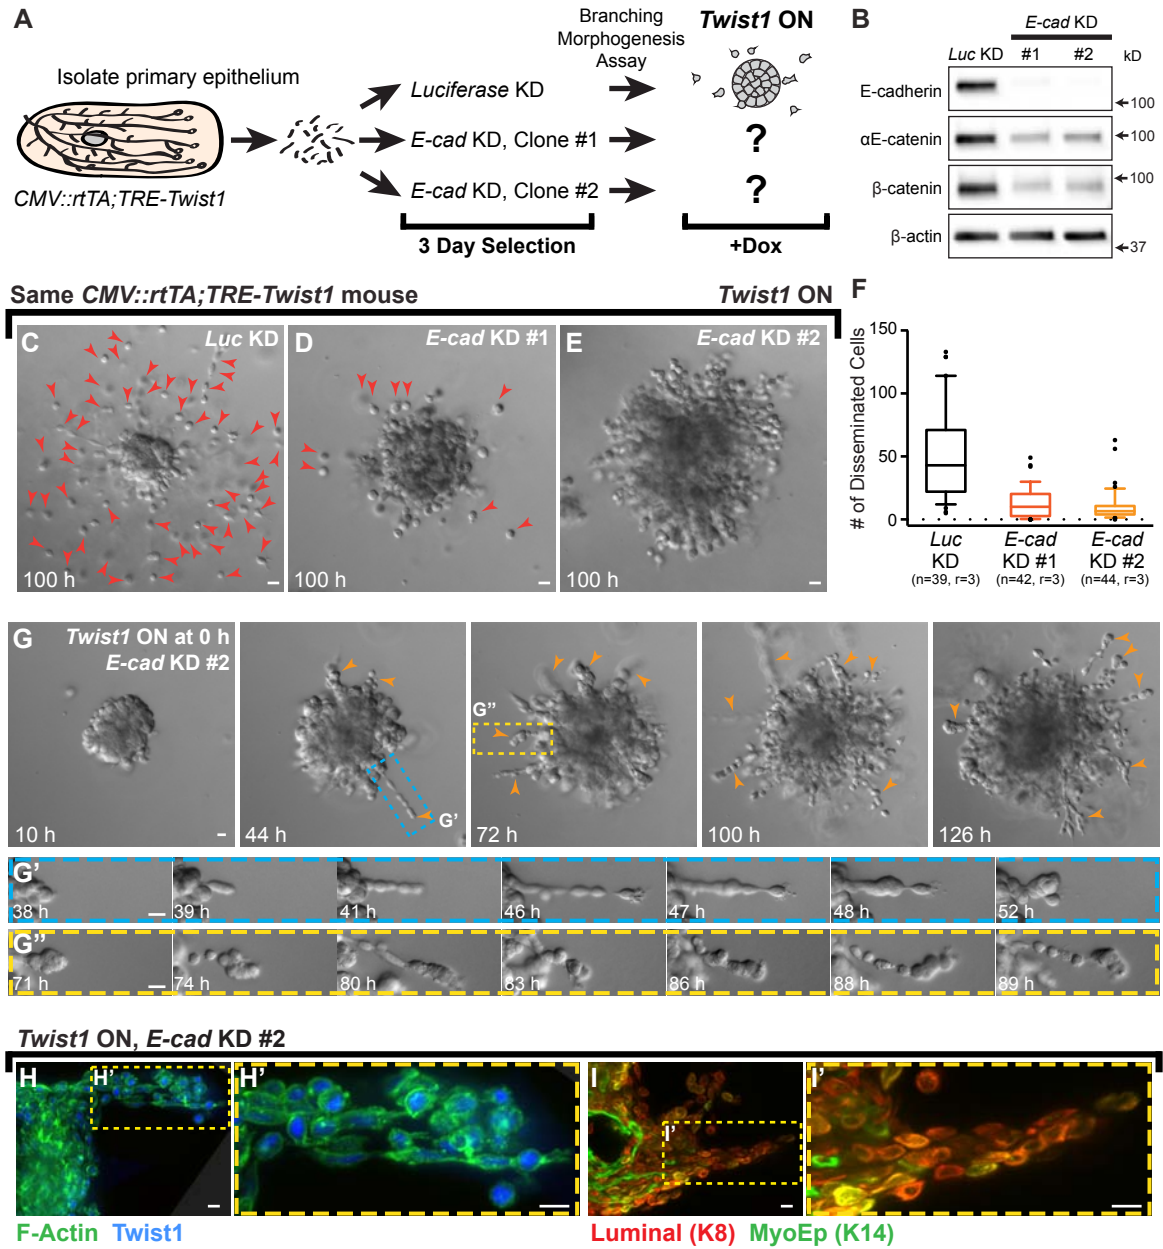 A
Isolate primary epithelium
CMV::rtTA;TRE-Twist1
Luciferase KD
E-cad KD, Clone #1
E-cad KD, Clone #2
3 Day Selection
Branching
Morphogenesis
Assay
Twist1 ON
?
?
+Dox
B
E-cad KD
Luc KD
#1
#2
kD
E-cadherin
100
αE-catenin
100
β-catenin
100
β-actin
37
Same CMV::rtTA;TRE-Twist1 mouse
Twist1 ON
C
Luc KD
100 h
D
E-cad KD #1
100 h
E
E-cad KD #2
100 h
F
# of Disseminated Cells
150
100
50
0
Luc
KD
(n=39, r=3)
E-cad
KD #1
(n=42, r=3)
E-cad
KD #2
(n=44, r=3)
G
Twist1 ON at 0 h
E-cad KD #2
10 h
44 h
G’
72 h
G”
100 h
126 h
G’
38 h
39 h
41 h
46 h
47 h
48 h
52 h
G”
71 h
74 h
80 h
83 h
86 h
88 h
89 h
Twist1 ON, E-cad KD #2
H
H’
H’
I
I’
I’
F-Actin Twist1
Luminal (K8) MyoEp (K14)